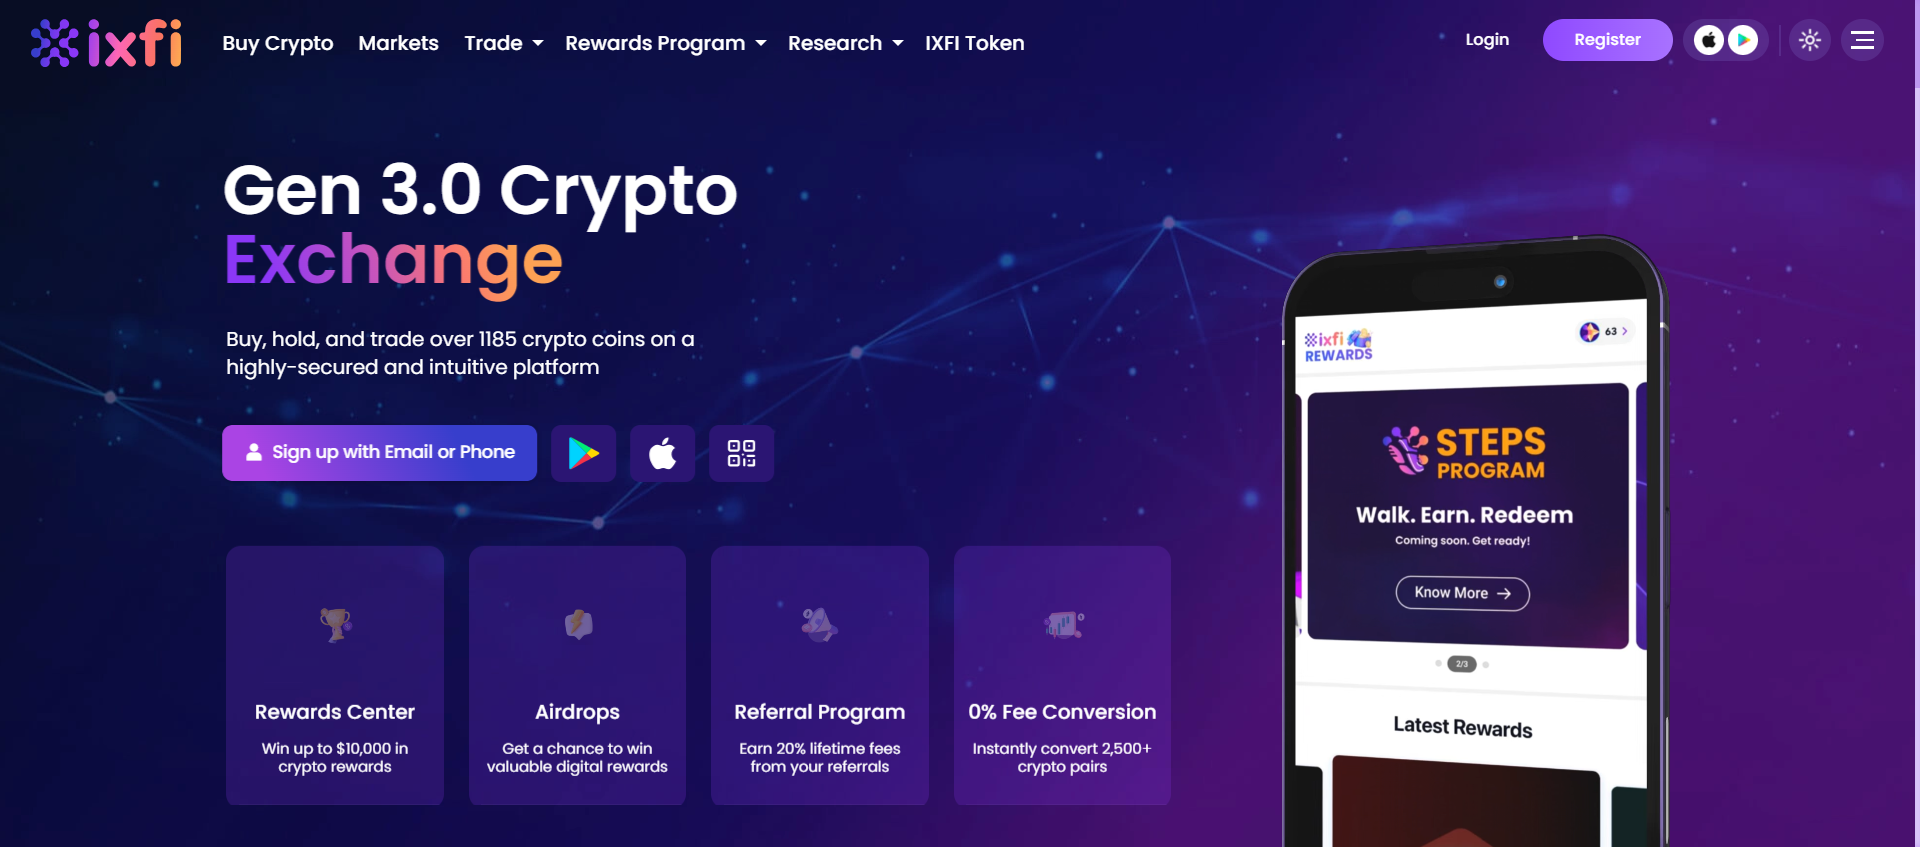 ixfi
Buy Crypto
Markets
Trade
Rewards Program
Research
IXFI Token
Login
Register
Gen 3.0 Crypto
Exchange
Buy, hold, and trade over 1185 crypto coins on a
highly-secured and intuitive platform
Sign up with Email or Phone
Rewards Center
Win up to $10,000 in
crypto rewards
Airdrops
Get a chance to win
valuable digital rewards
Referral Program
Earn 20% lifetime fees
from your referrals
0% Fee Conversion
Instantly convert 2,500+
crypto pairs
ixfi
REWARDS
63
STEPS
PROGRAM
Walk. Earn. Redeem
Coming soon. Get ready!
Know More
2/3
Latest Rewards